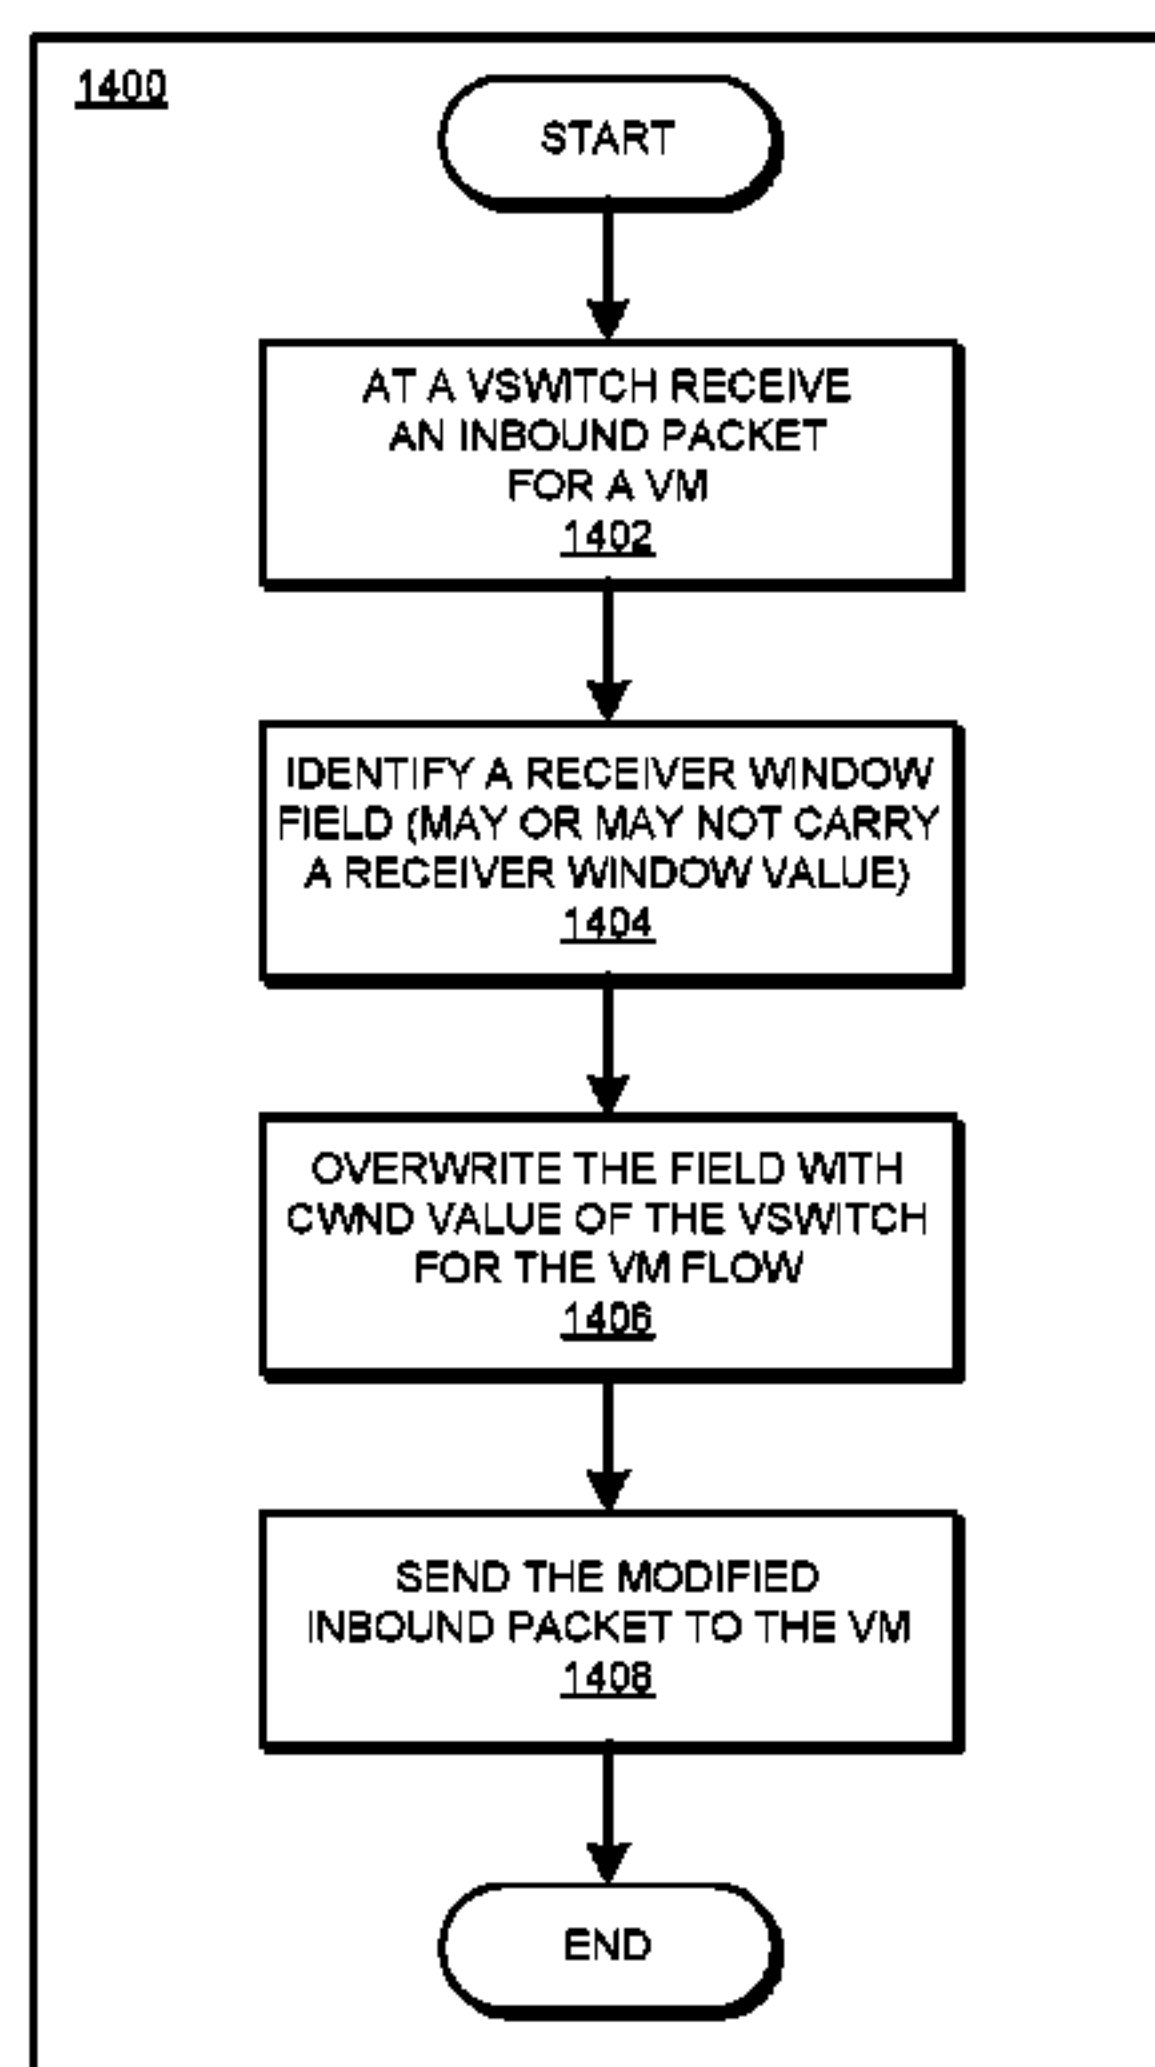 1400
START
AT A VSWITCH RECEIVE
AN INBOUND PACKET
FOR A VM
1402
IDENTIFY A RECEIVER WINDOW
FIELD (MAY OR MAY NOT CARRY
A RECEIVER WINDOW VALUE)
1404
OVERWRITE THE FIELD WITH
CWND VALUE OF THE VSWITCH
FOR THE VM FLOW
1406
SEND THE MODIFIED
INBOUND PACKET TO THE VM
1408
END